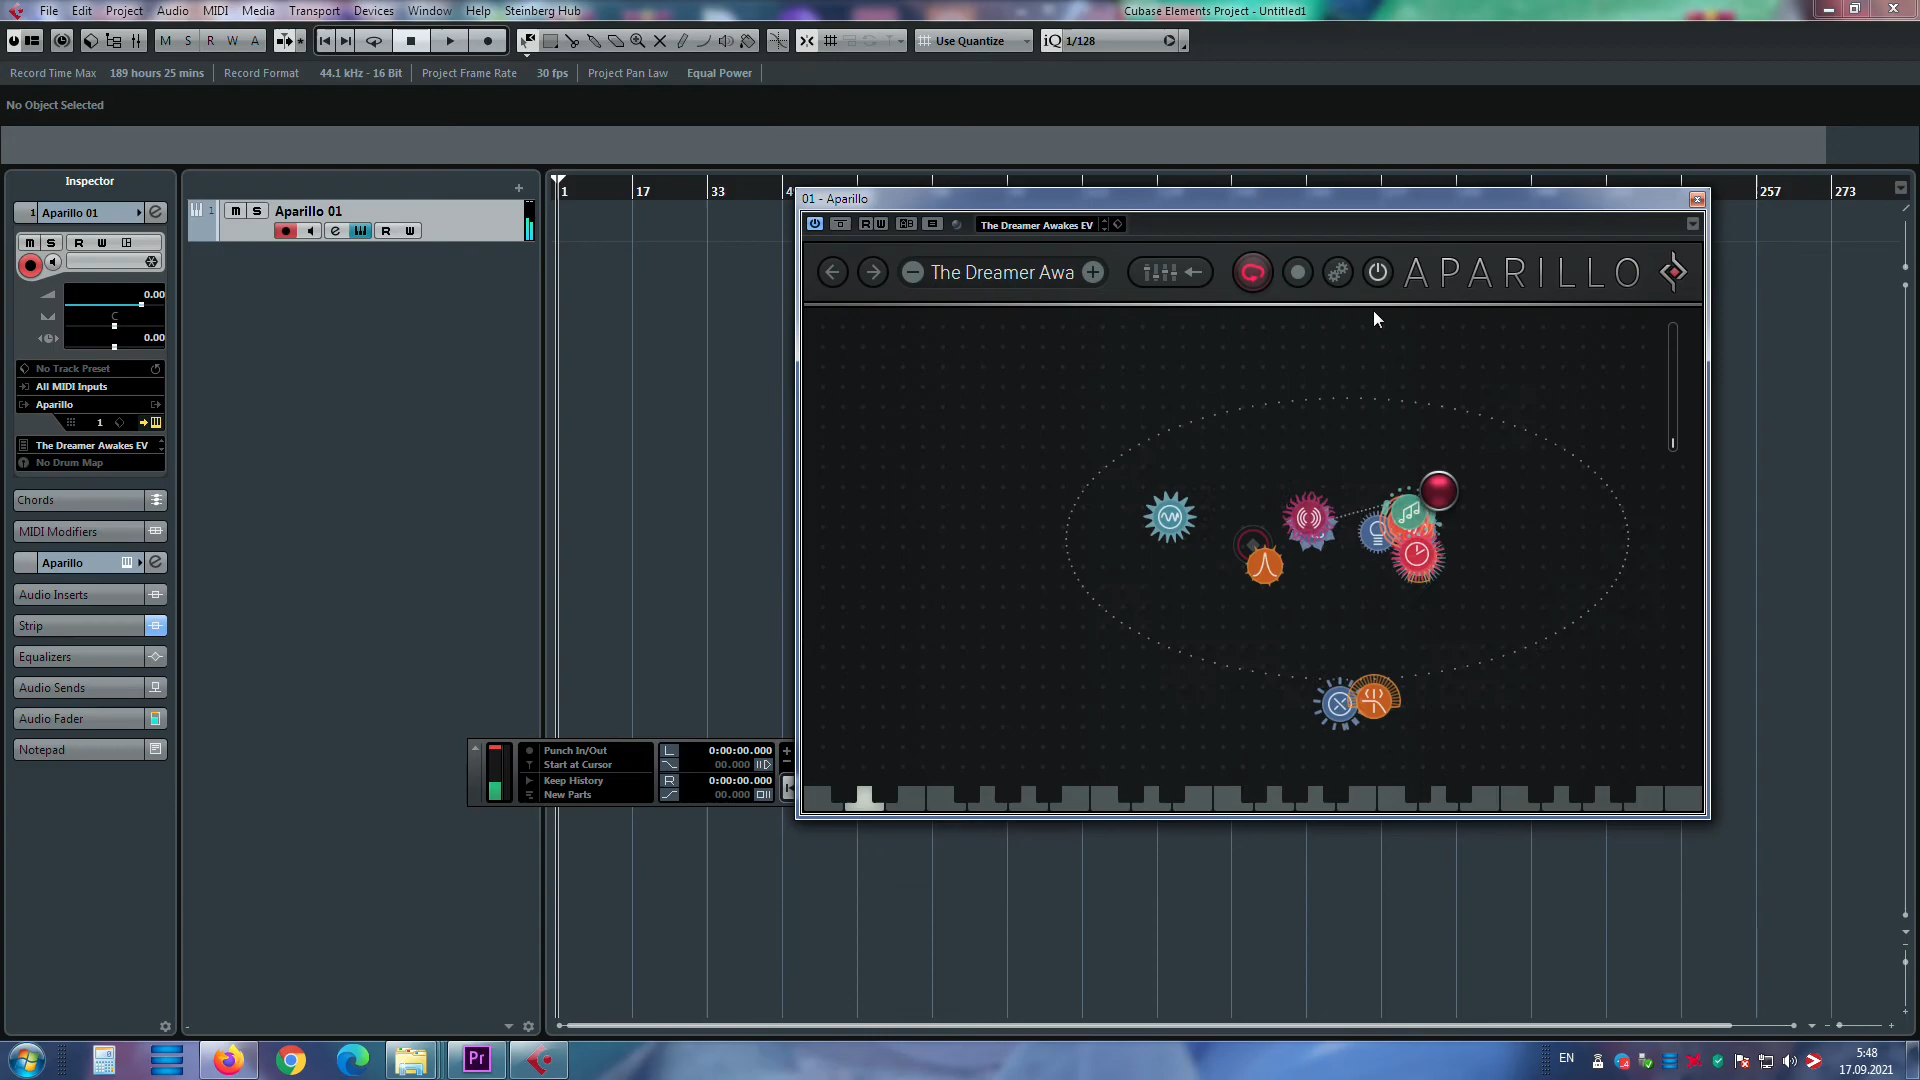 File Edit Project Audio MIDI Media Transport Devices Window Help Steinberg Hub
Cubase Elements Project - Untitled1
M S R W A
Use Quantize
iQ 1/128
Record Time Max 189 hours 25 mins Record Format 44.1 kHz - 16 Bit Project Frame Rate 30 fps Project Pan Law Equal Power
No Object Selected
Inspector
1 Aparillo 01
M S R W
0.00
C
0.00
No Track Preset
All MIDI Inputs
Aparillo
1
The Dreamer Awakes EV
No Drum Map
Chords
MIDI Modifiers
Aparillo
Audio Inserts
Strip
Equalizers
Audio Sends
Audio Fader
Notepad
1 m S Aparillo 01
e R W
1 17 33 257 273
01 - Aparillo
R W The Dreamer Awakes EV
The Dreamer Awa
APARILLO
Punch In/Out
Start at Cursor
Keep History
New Parts
L 0:00:00.000
00.000
R 0:00:00.000
00.000
Pr
EN
5:48
17.09.2021